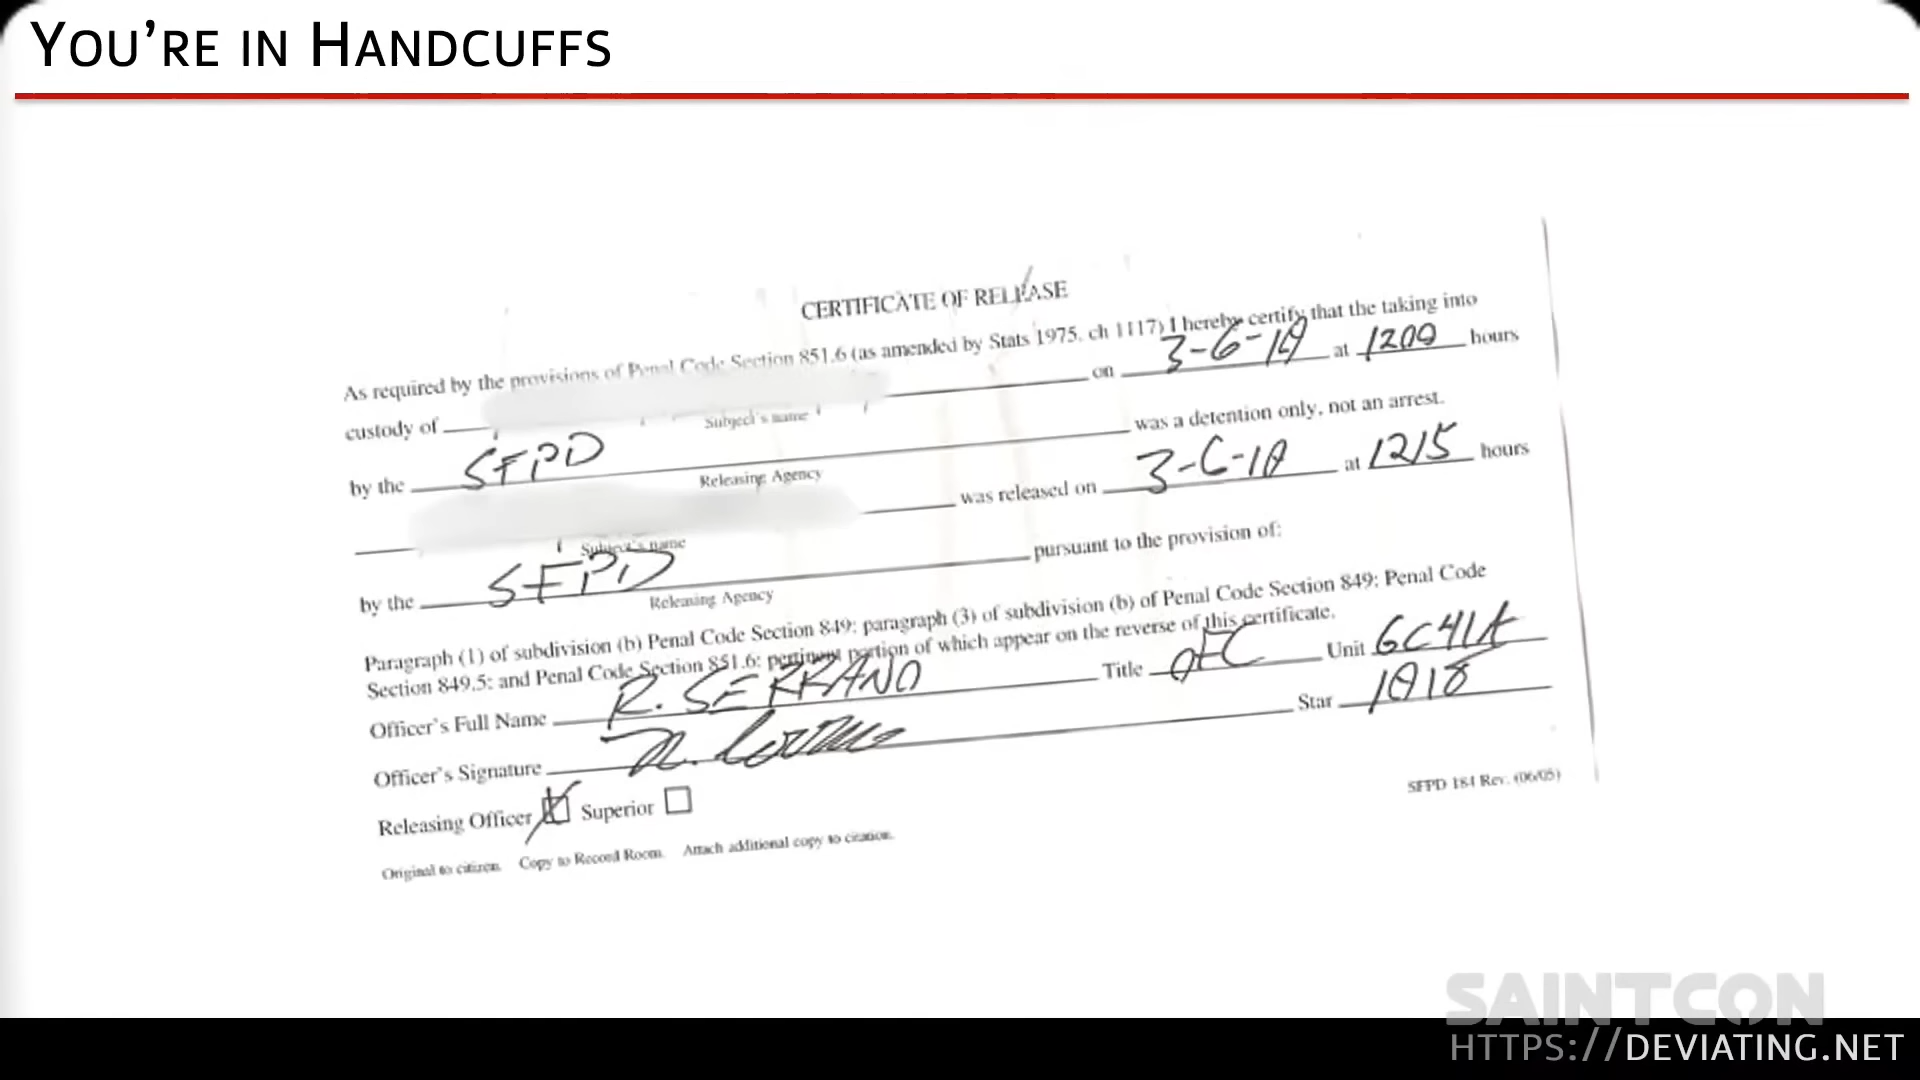 YOU'RE IN HANDCUFFS
CERTIFICATE OF RELEASE
As required by the provisions of Penal Code Section 851.6 (as amended by Stats 1975, ch 1117) I hereby certify that the taking into
custody of on 3-6-10 at 1200 hours
Subject's name
by the SFPD was a detention only, not an arrest.
Releasing Agency
was released on 3-6-10 at 1215 hours
Subject's name
by the SFPD pursuant to the provision of:
Releasing Agency
Paragraph (1) of subdivision (b) Penal Code Section 849: paragraph (3) of subdivision (b) of Penal Code Section 849: Penal Code
Section 849.5: and Penal Code Section 851.6: pertinent portion of which appear on the reverse of this certificate.
Officer's Full Name R. SERRANO Title OFC Unit 6C41A
Officer's Signature Star 1018
Releasing Officer Superior
Original to citizen. Copy to Record Room. Attach additional copy to citation.
SFPD 184 Rev. (06/05)
SAINTCON
HTTPS://DEVIATING.NET